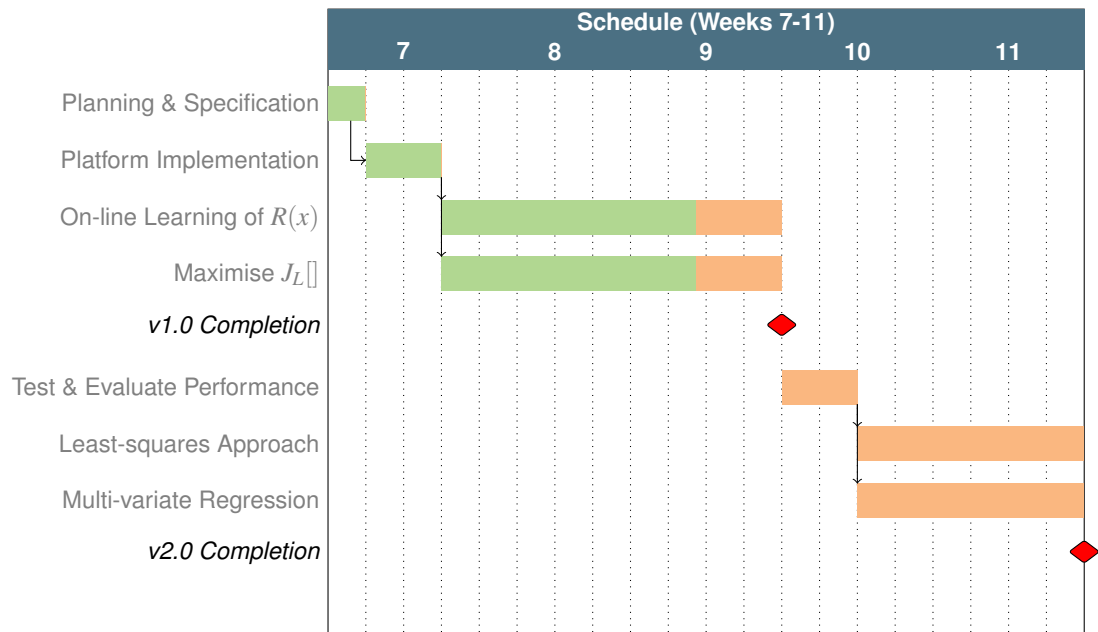 Schedule (Weeks 7-11)
7 8 9 10 11
Planning & Specification
Platform Implementation
On-line Learning of R(x)
Maximise J_L[]
v1.0 Completion
Test & Evaluate Performance
Least-squares Approach
Multi-variate Regression
v2.0 Completion